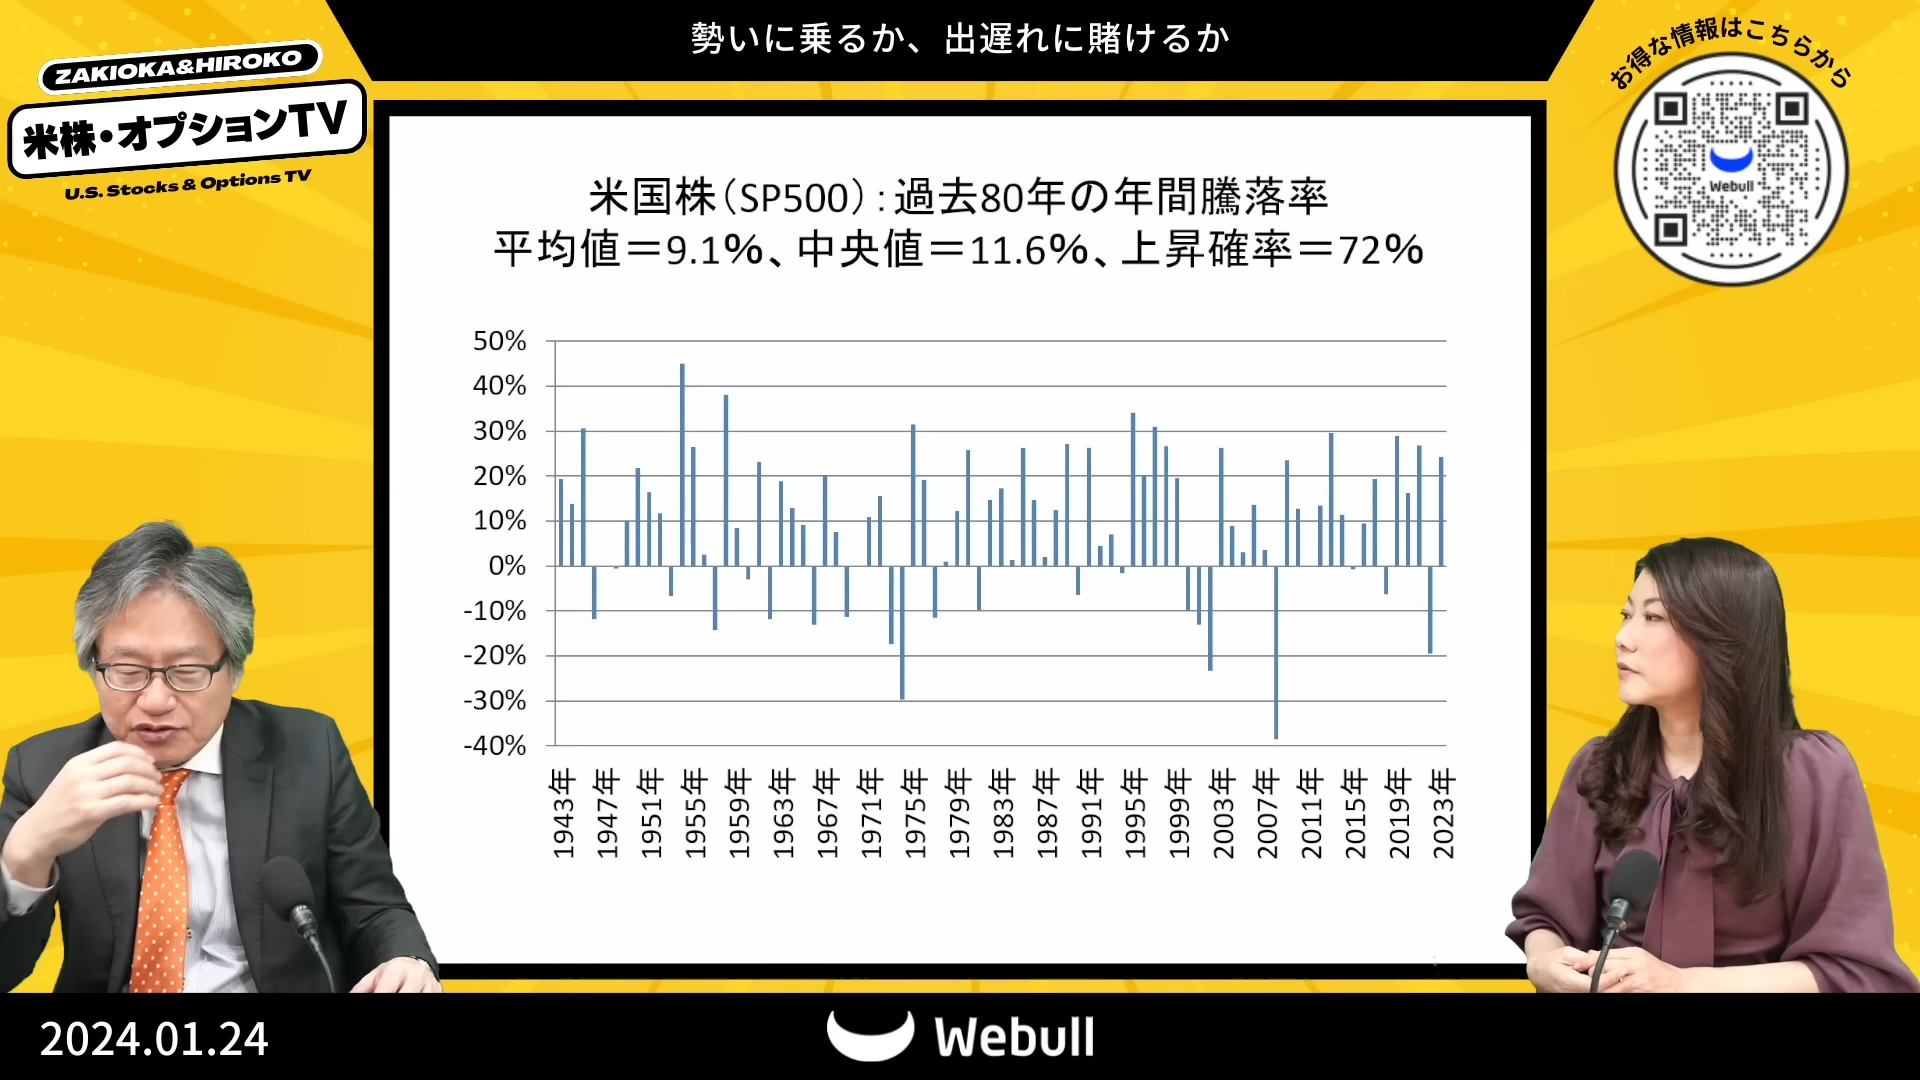 勢いに乗るか、出遅れに賭けるか
ZAKIOKA&HIROKO
米株・オプションTV
U.S. Stocks & Options TV
お得な情報はこちらから
Webull
米国株（SP500）：過去80年の年間騰落率
平均値＝9.1%、中央値＝11.6%、上昇確率＝72%
50%
40%
30%
20%
10%
0%
-10%
-20%
-30%
-40%
1943年
1947年
1951年
1955年
1959年
1963年
1967年
1971年
1975年
1979年
1983年
1987年
1991年
1995年
1999年
2003年
2007年
2011年
2015年
2019年
2023年
2024.01.24
Webull